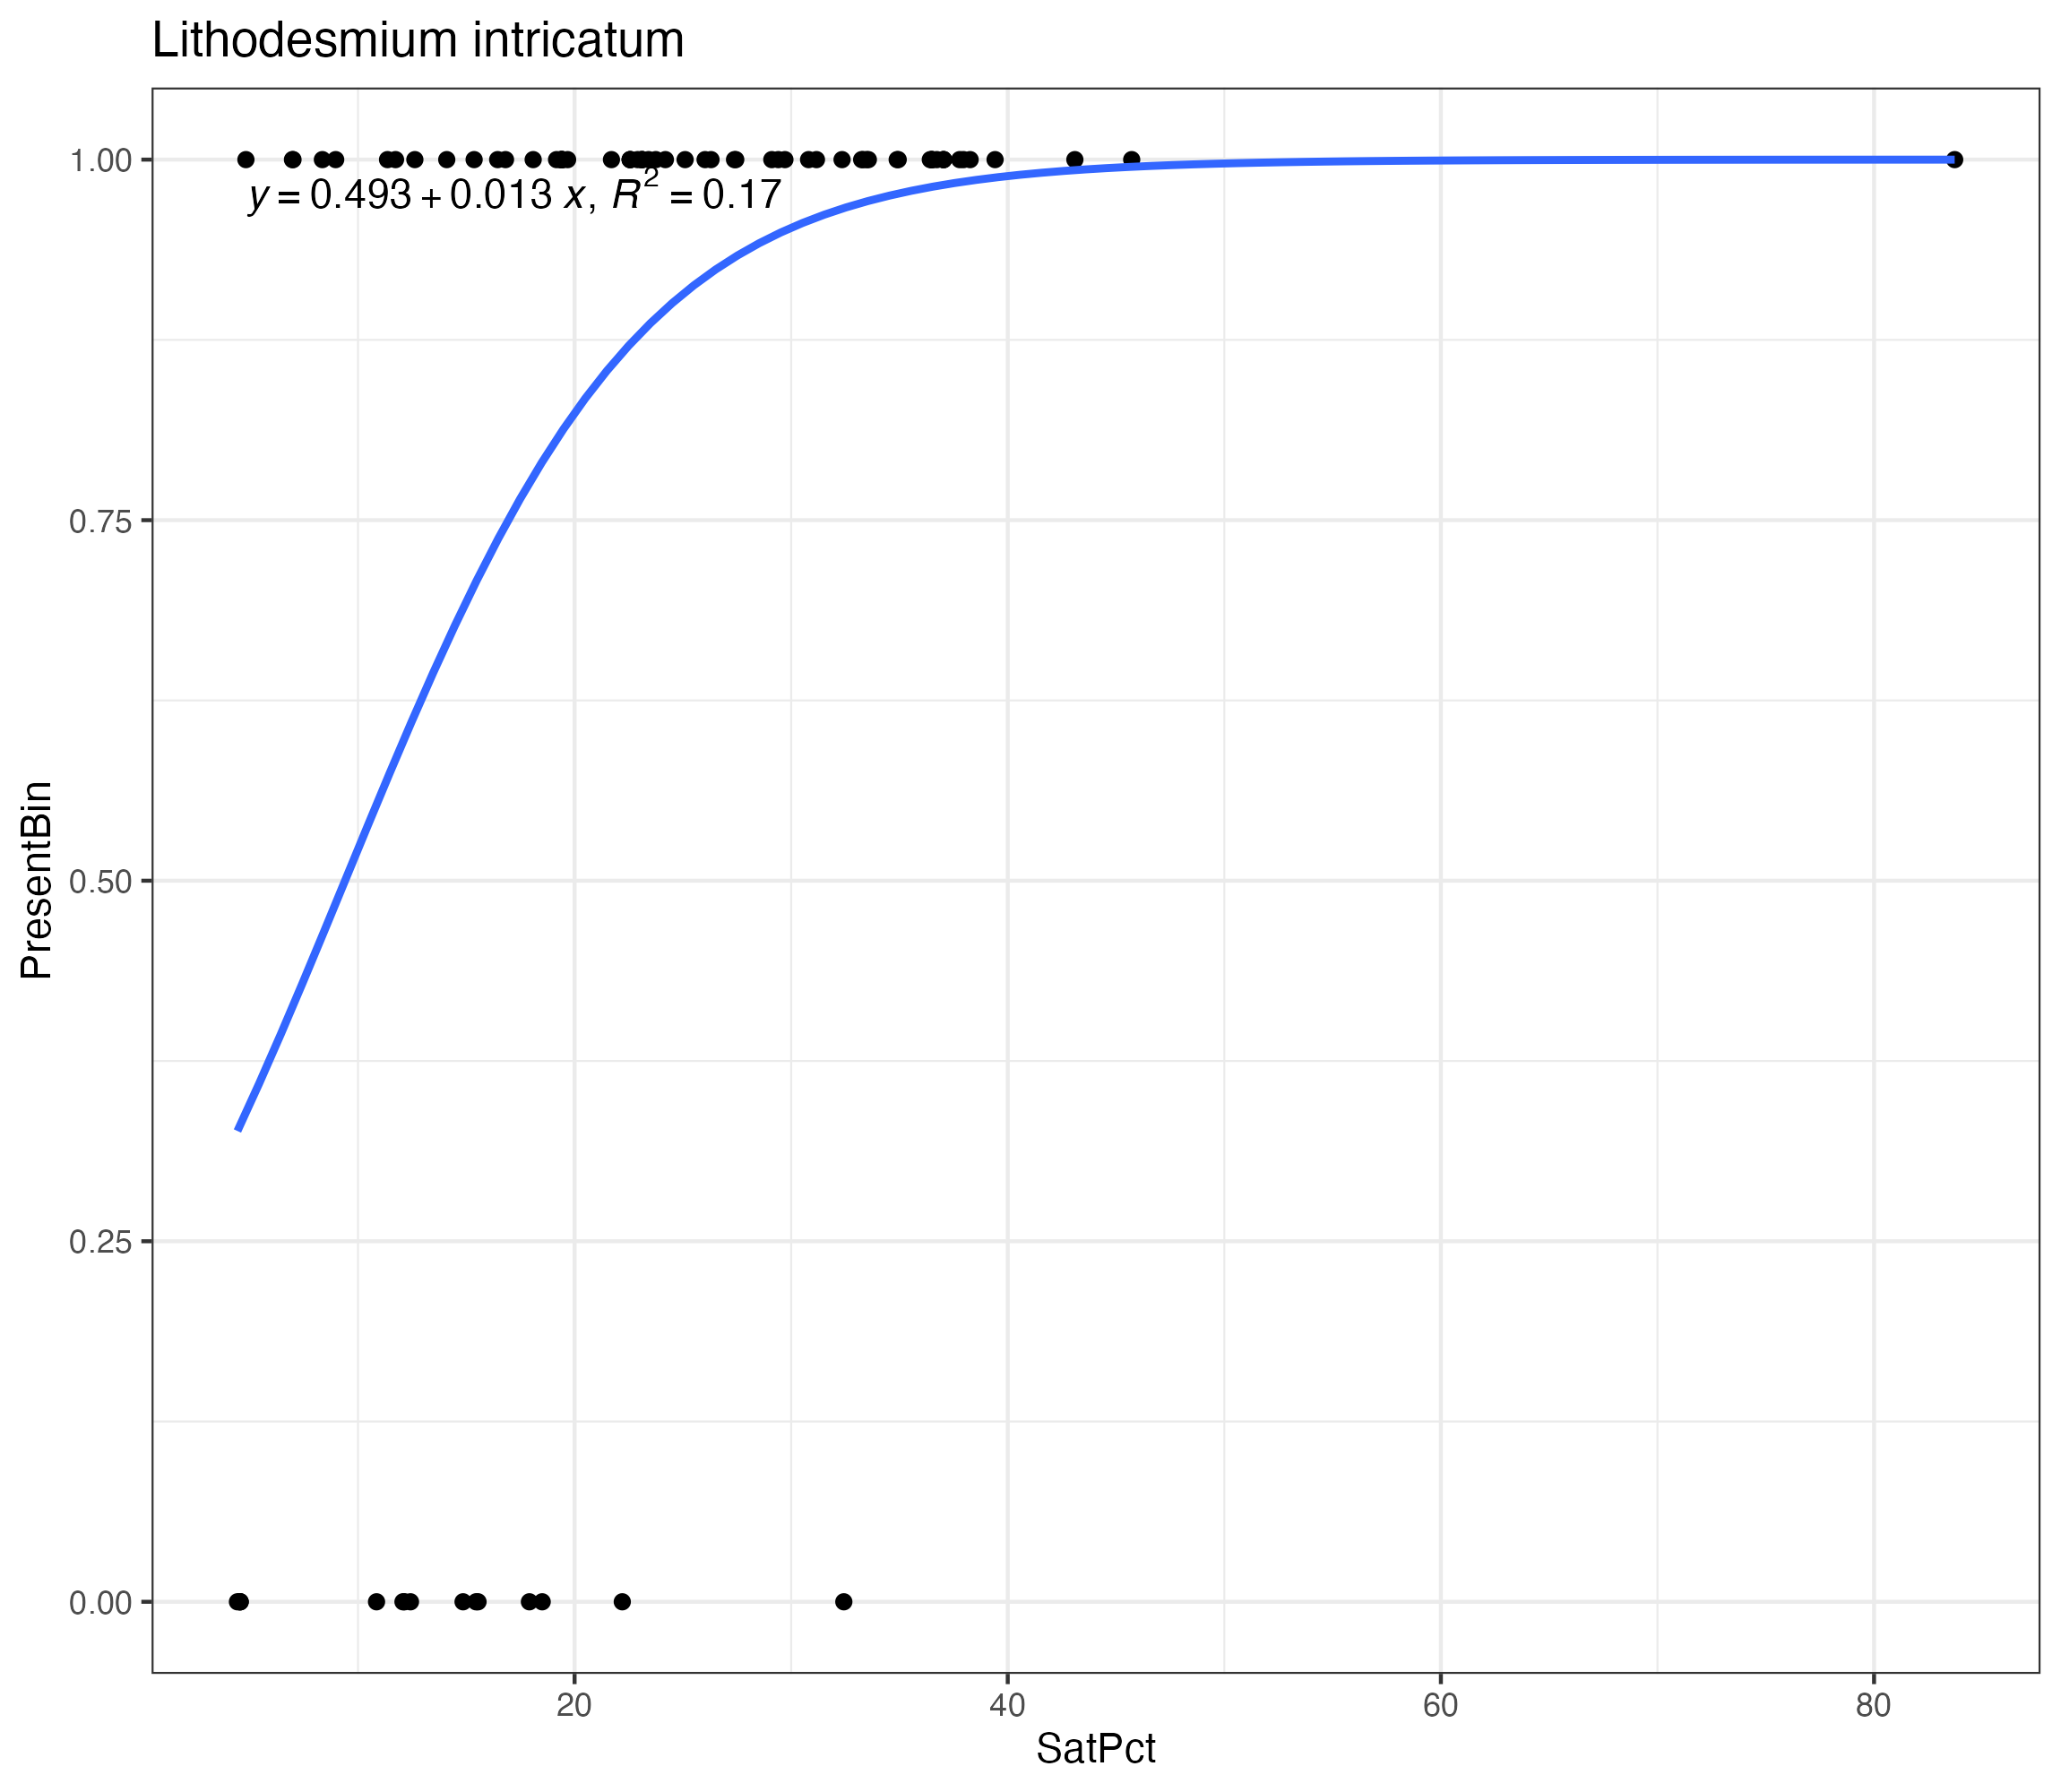 Lithodesmium intricatum
y = 0.493 + 0.013 x, R² = 0.17
PresentBin
1.00
0.75
0.50
0.25
0.00
20 40 60 80
SatPct